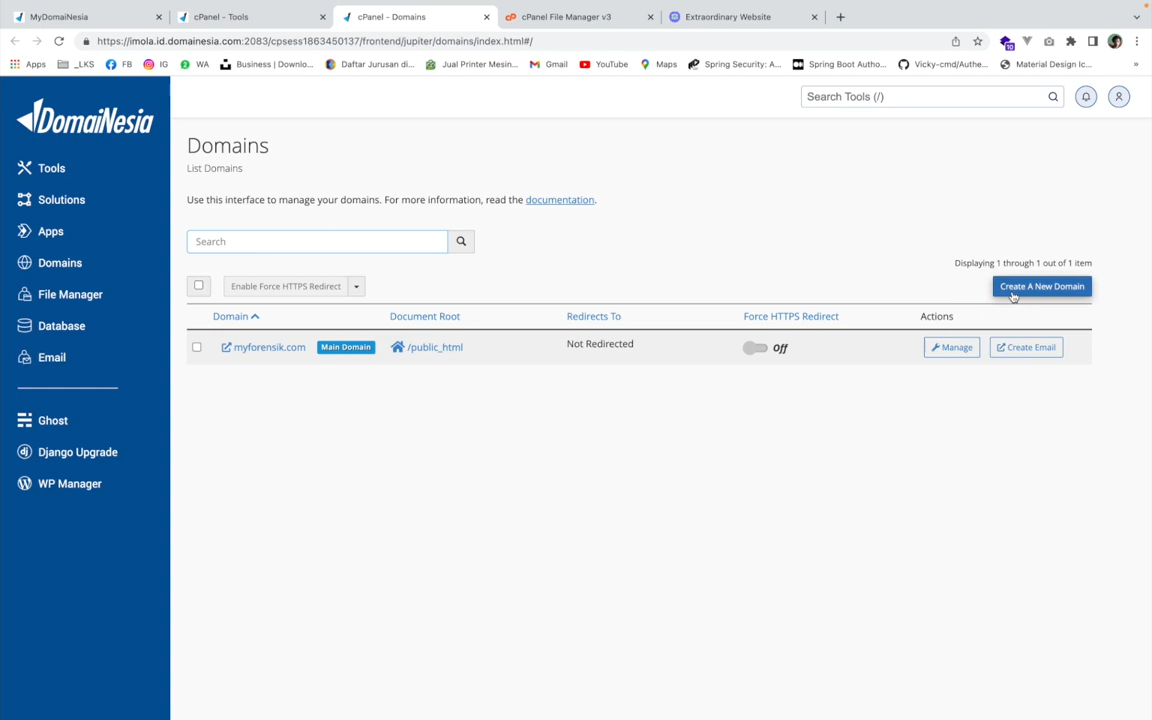 MyDomaiNesia
cPanel - Tools
cPanel - Domains
cPanel File Manager v3
Extraordinary Website
https://imola.id.domainesia.com:2083/cpsess1863450137/frontend/jupiter/domains/index.html#/
10
Apps
_LKS
FB
IG
2
WA
Business | Downlo...
Daftar Jurusan di...
Jual Printer Mesin...
Gmail
YouTube
Maps
Spring Security: A...
Spring Boot Autho...
Vicky-cmd/Authe...
Material Design Ic...
»
DomaiNesia
Search Tools (/)
Tools
Solutions
Apps
Domains
File Manager
Database
Email
Ghost
dj Django Upgrade
WP Manager
Domains
List Domains
Use this interface to manage your domains. For more information, read the documentation.
Search
Displaying 1 through 1 out of 1 item
Enable Force HTTPS Redirect
Create A New Domain
Domain
Document Root
Redirects To
Force HTTPS Redirect
Actions
myforensik.com
Main Domain
/public_html
Not Redirected
Off
Manage
Create Email